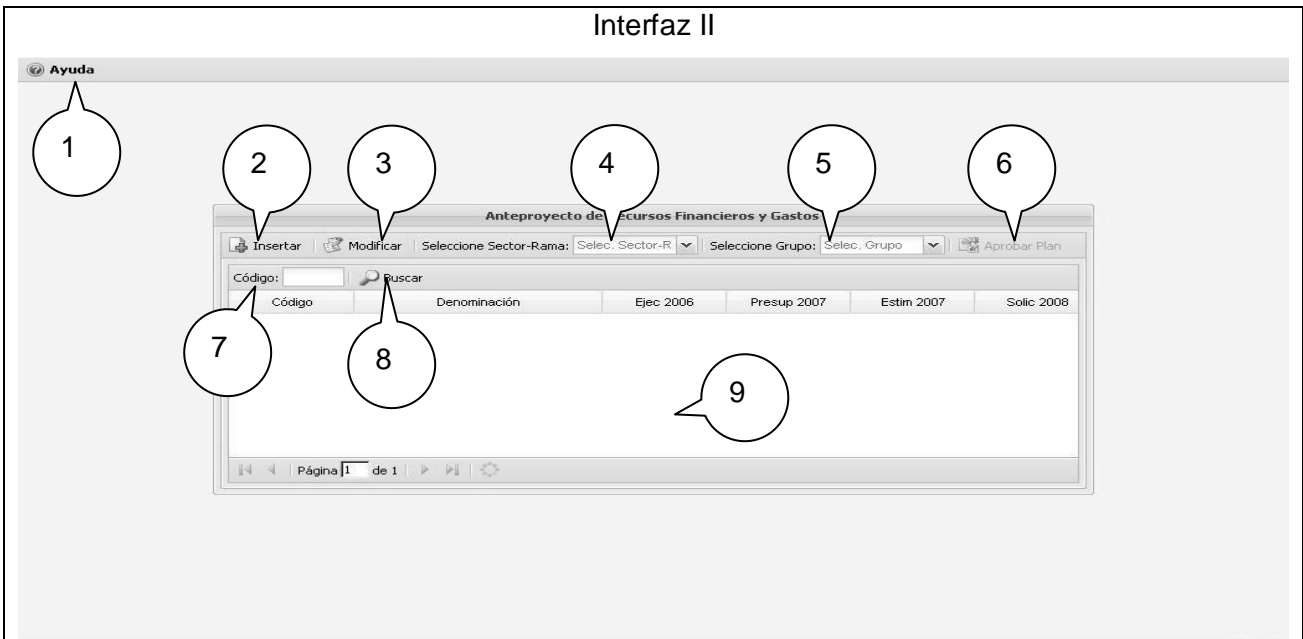 Interfaz II
Ayuda
1
2 3 4 5 6
Anteproyecto de Recursos Financieros y Gastos
Insertar Modificar Seleccione Sector-Rama: Selec. Sector-R Seleccione Grupo: Selec. Grupo Aprobar Plan
Código: Buscar
Código Denominación Ejec 2006 Presup 2007 Estim 2007 Solic 2008
7 8 9
Página 1 de 1